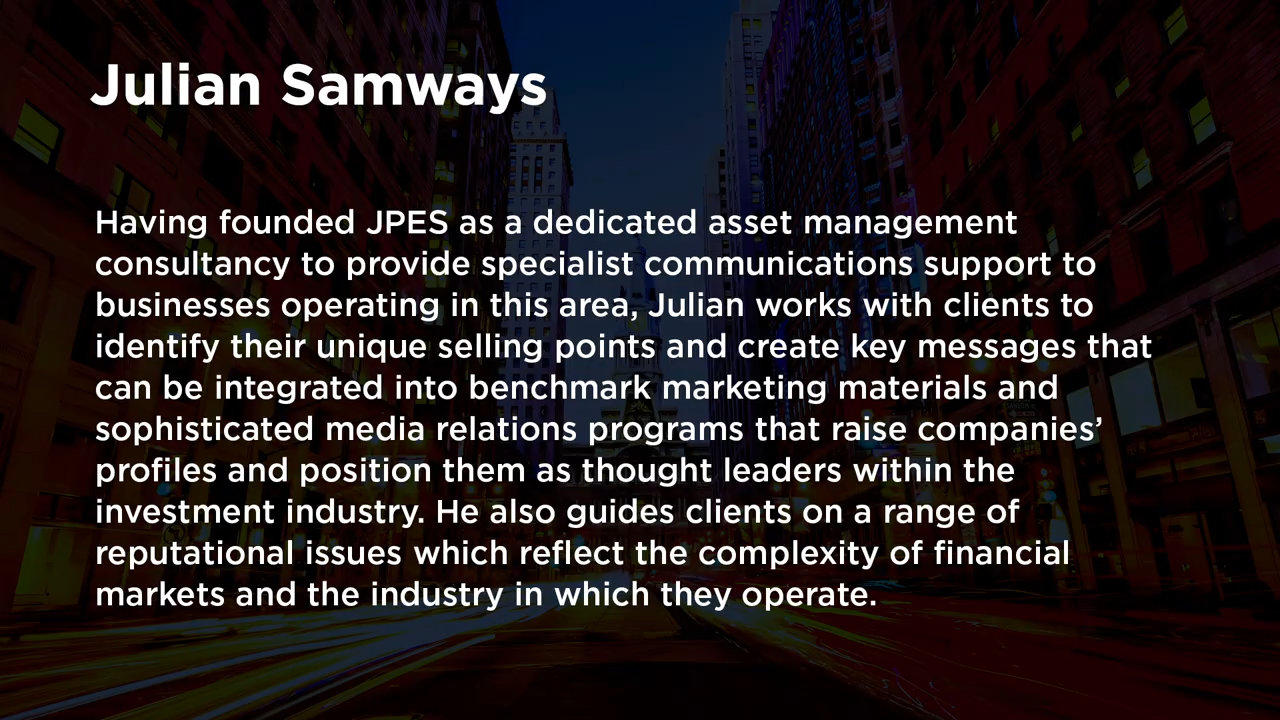 Julian Samways
Having founded JPES as a dedicated asset management
consultancy to provide specialist communications support to
businesses operating in this area, Julian works with clients to
identify their unique selling points and create key messages that
can be integrated into benchmark marketing materials and
sophisticated media relations programs that raise companies’
profiles and position them as thought leaders within the
investment industry. He also guides clients on a range of
reputational issues which reflect the complexity of financial
markets and the industry in which they operate.